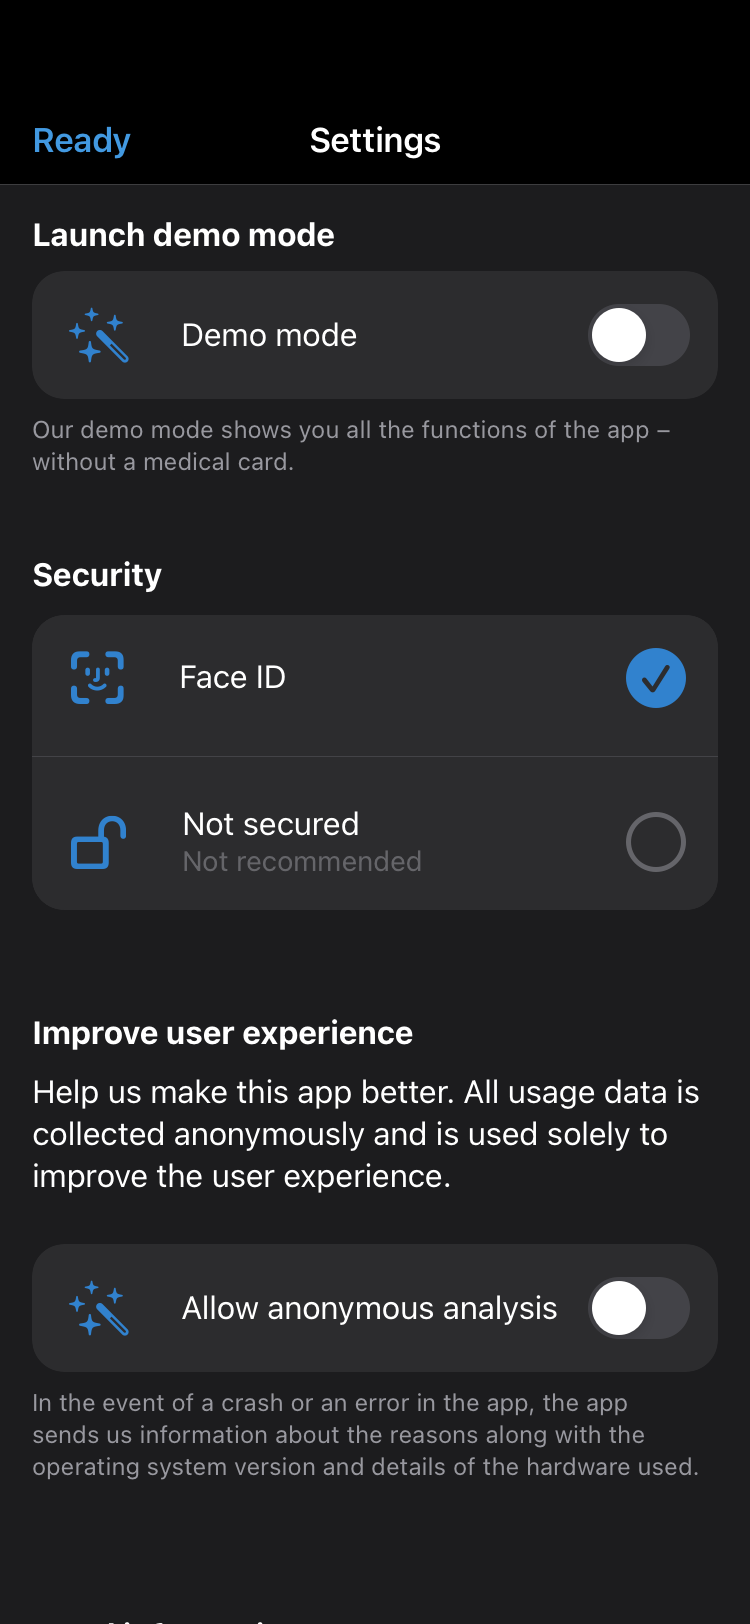 Ready
Settings
Launch demo mode
Demo mode
Our demo mode shows you all the functions of the app –
without a medical card.
Security
Face ID
Not secured
Not recommended
Improve user experience
Help us make this app better. All usage data is
collected anonymously and is used solely to
improve the user experience.
Allow anonymous analysis
In the event of a crash or an error in the app, the app
sends us information about the reasons along with the
operating system version and details of the hardware used.